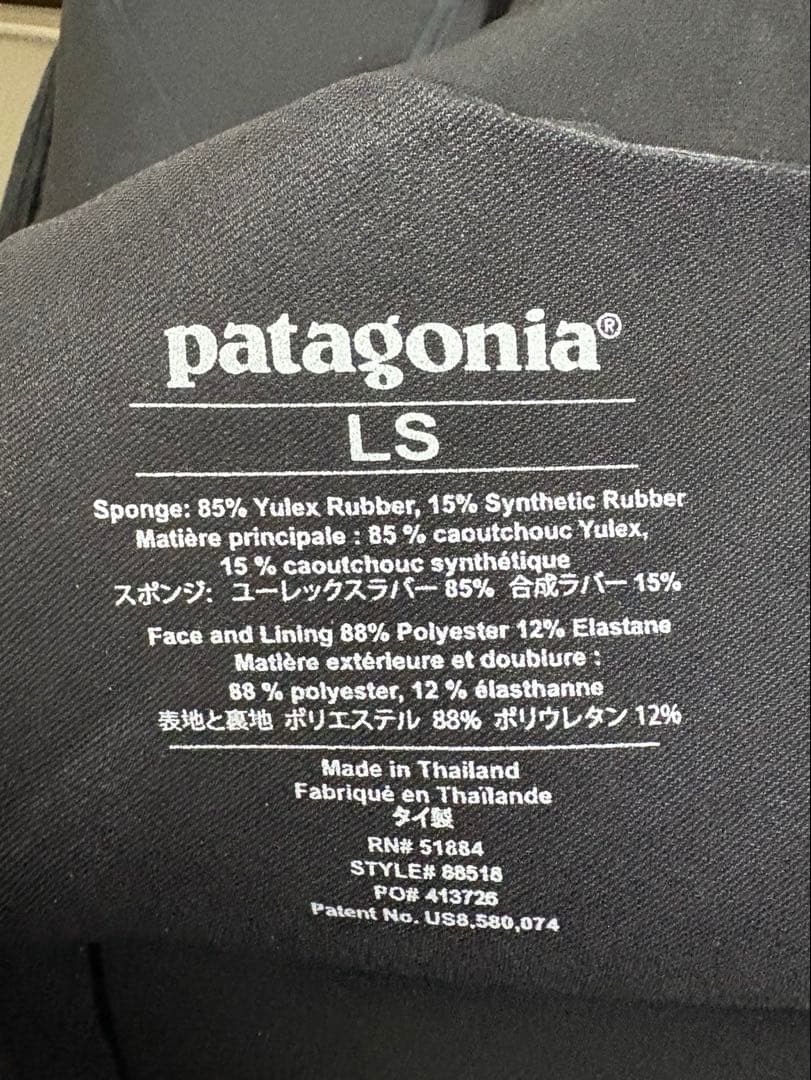 patagonia®
LS
Sponge: 85% Yulex Rubber, 15% Synthetic Rubber
Matière principale : 85 % caoutchouc Yulex,
15 % caoutchouc synthétique
スポンジ: ユーレックスラバー 85% 合成ラバー 15%
Face and Lining 88% Polyester 12% Elastane
Matière extérieure et doublure :
88 % polyester, 12 % élasthanne
表地と裏地 ポリエステル 88% ポリウレタン 12%
Made in Thailand
Fabriqué en Thaïlande
タイ製
RN# 51884
STYLE# 88518
PO# 413726
Patent No. US8,580,074